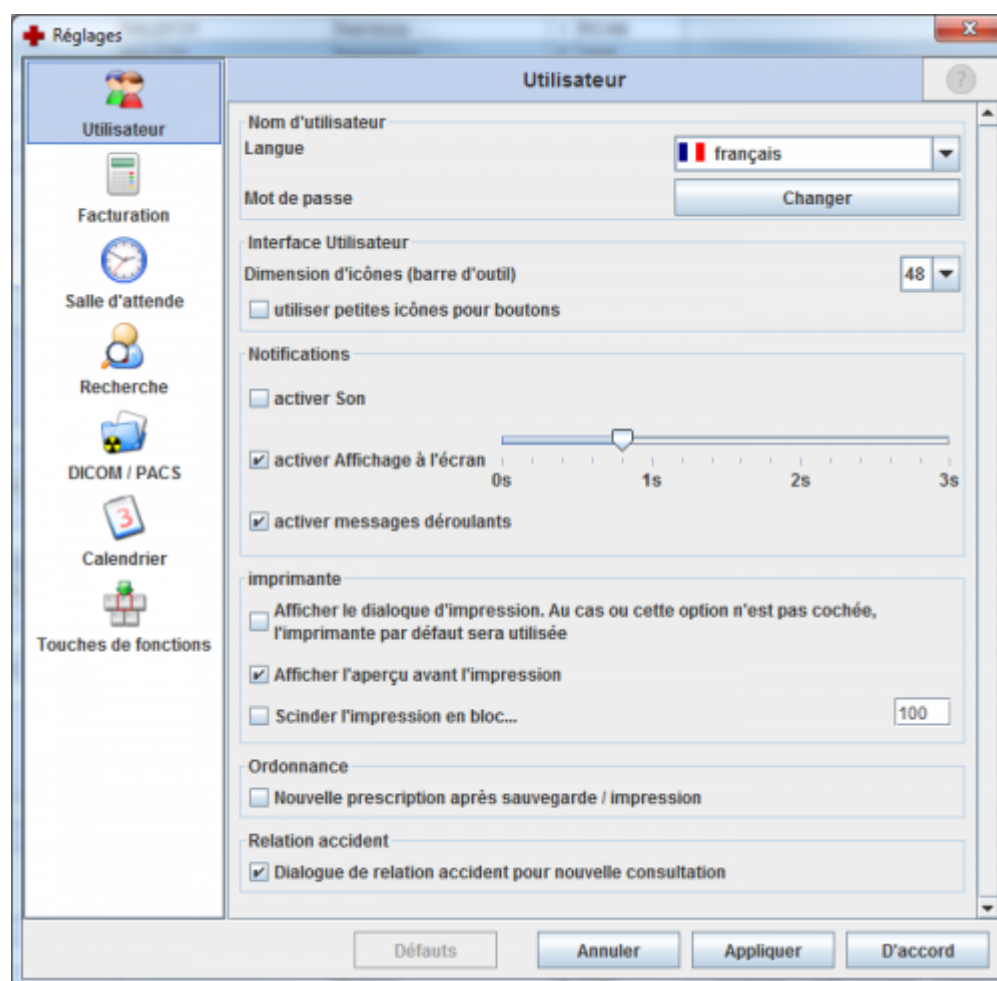 Réglages
Utilisateur
Utilisateur
Facturation
Salle d'attende
Recherche
DICOM / PACS
3
Calendrier
Touches de fonctions
?
Nom d'utilisateur
Langue
français
Mot de passe
Changer
Interface Utilisateur
Dimension d'icônes (barre d'outil)
48
utiliser petites icônes pour boutons
Notifications
activer Son
activer Affichage à l'écran
0s 1s 2s 3s
activer messages déroulants
imprimante
Afficher le dialoque d'impression. Au cas ou cette option n'est pas cochée,
l'imprimante par défaut sera utilisée
Afficher l'aperçu avant l'impression
Scinder l'impression en bloc...
100
Ordonnance
Nouvelle prescription après sauvegarde / impression
Relation accident
Dialogue de relation accident pour nouvelle consultation
Défauts
Annuler
Appliquer
D'accord